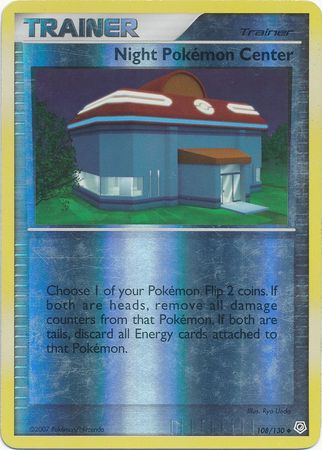 TRAINER Trainer
Night Pokémon Center
Choose 1 of your Pokémon. Flip 2 coins. If
both are heads, remove all damage
counters from that Pokémon. If both are
tails, discard all Energy cards attached to
that Pokémon.
Illus. Ryo Ueda
©2007 Pokémon/Nintendo 108/130 ◆